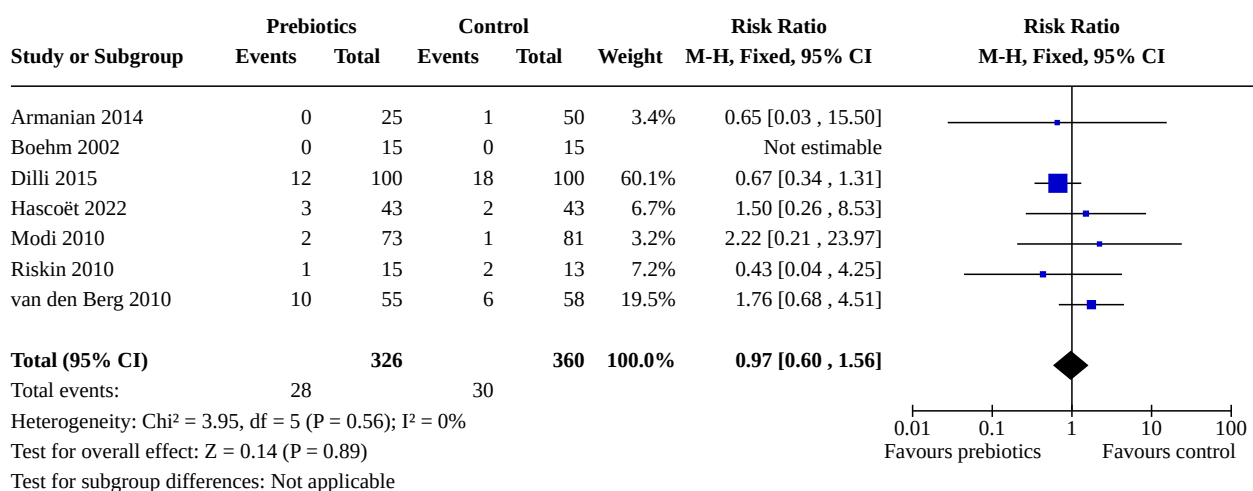 Prebiotics Control Risk Ratio Risk Ratio
Study or Subgroup Events Total Events Total Weight M-H, Fixed, 95% CI M-H, Fixed, 95% CI
Armanian 2014 0 25 1 50 3.4% 0.65 [0.03 , 15.50]
Boehm 2002 0 15 0 15 Not estimable
Dilli 2015 12 100 18 100 60.1% 0.67 [0.34 , 1.31]
Hascoët 2022 3 43 2 43 6.7% 1.50 [0.26 , 8.53]
Modi 2010 2 73 1 81 3.2% 2.22 [0.21 , 23.97]
Riskin 2010 1 15 2 13 7.2% 0.43 [0.04 , 4.25]
van den Berg 2010 10 55 6 58 19.5% 1.76 [0.68 , 4.51]
Total (95% CI) 326 360 100.0% 0.97 [0.60 , 1.56]
Total events: 28 30
Heterogeneity: Chi² = 3.95, df = 5 (P = 0.56); I² = 0%
Test for overall effect: Z = 0.14 (P = 0.89)
Test for subgroup differences: Not applicable
0.01 0.1 1 10 100
Favours prebiotics Favours control